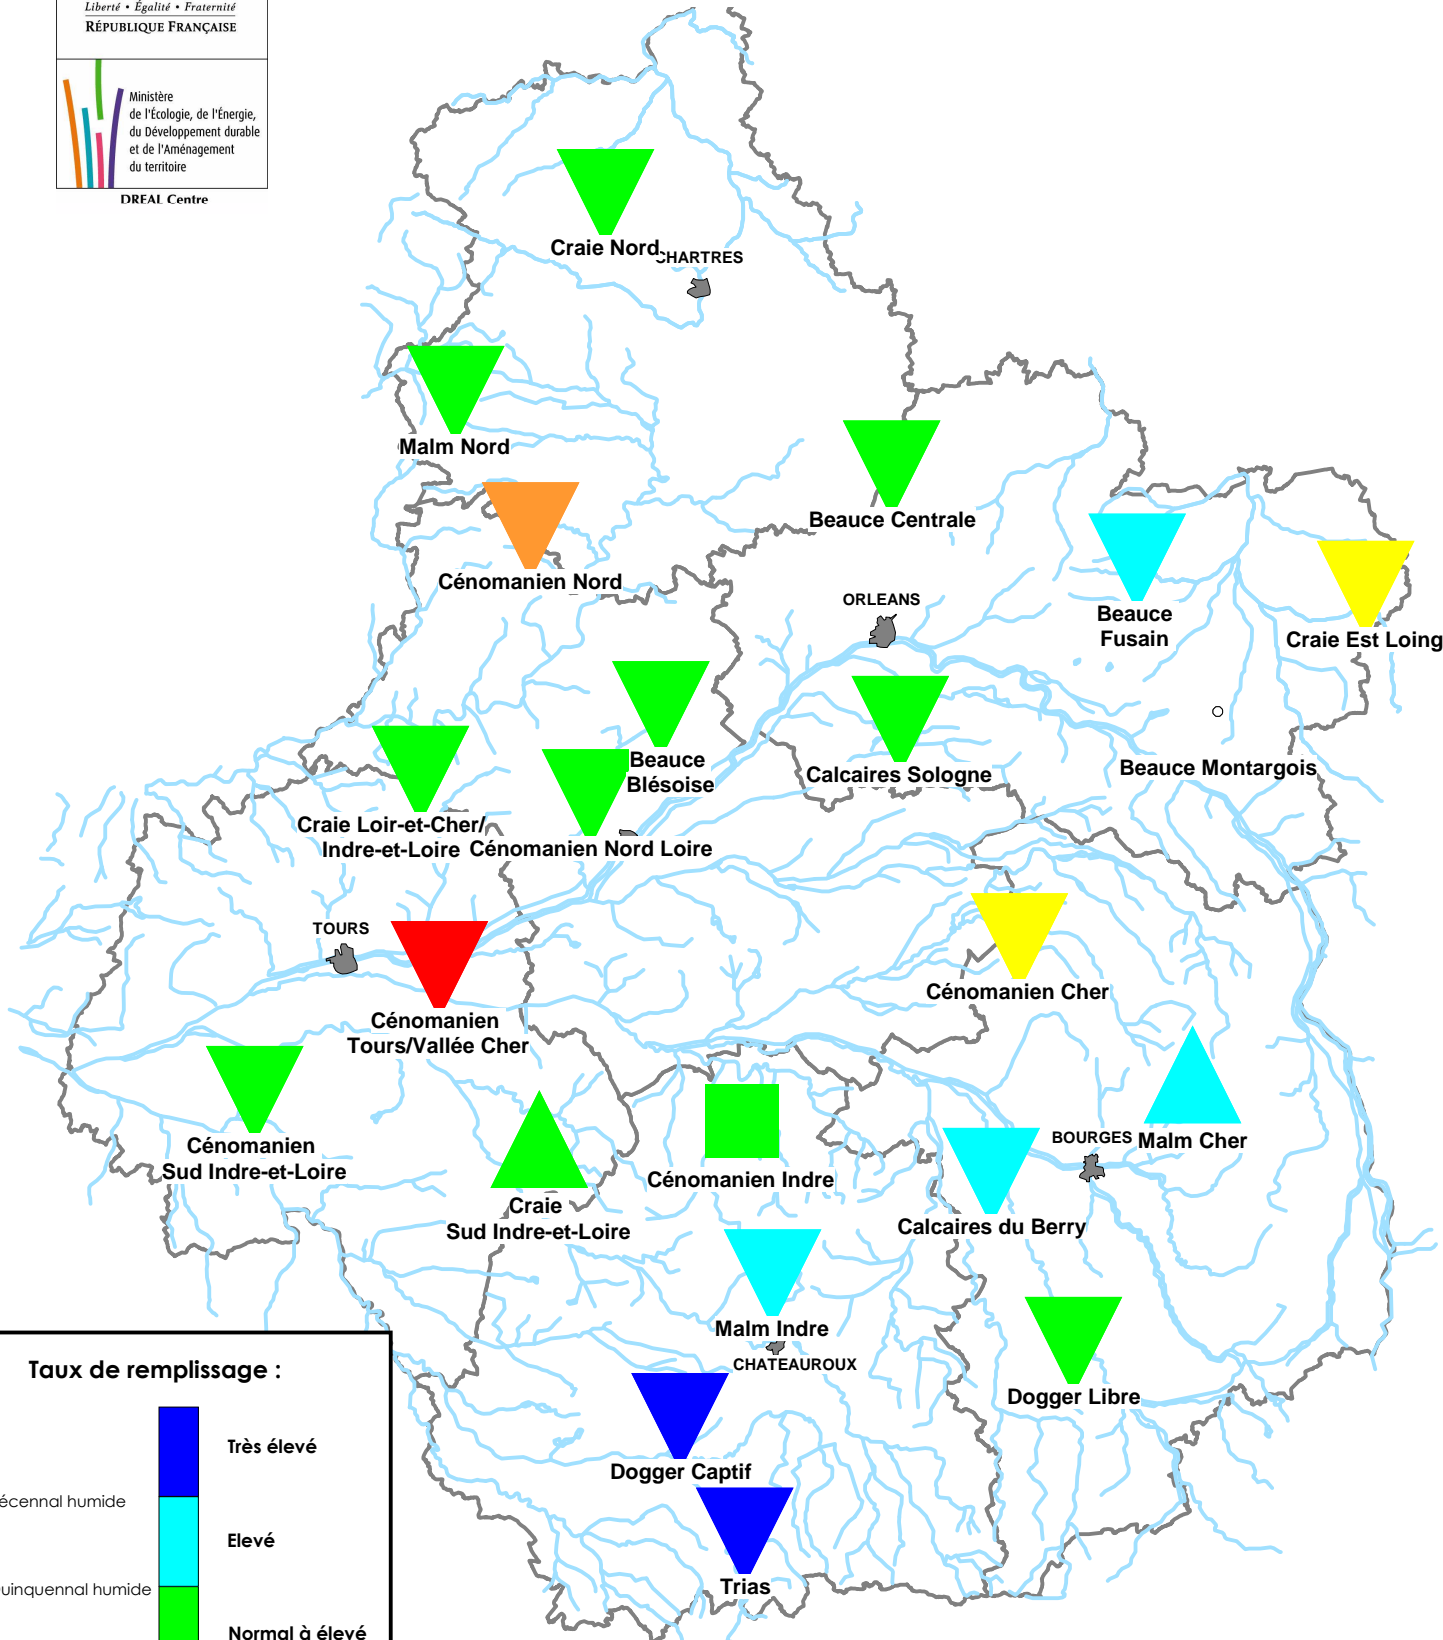 Liberté • Égalité • Fraternité
RÉPUBLIQUE FRANÇAISE
Ministère
de l'Écologie, de l'Énergie,
du Développement durable
et de l'Aménagement
du territoire
DREAL Centre
Craie Nord
CHARTRES
Malm Nord
Beauce Centrale
Cénomanien Nord
ORLEANS
Beauce
Fusain
Craie Est Loing
Beauce
Blésoise
Calcaires Sologne
Beauce Montargois
Craie Loir-et-Cher/
Indre-et-Loire
Cénomanien Nord Loire
TOURS
Cénomanien Cher
Cénomanien
Tours/Vallée Cher
Cénomanien
Sud Indre-et-Loire
BOURGES
Malm Cher
Cénomanien Indre
Craie
Sud Indre-et-Loire
Calcaires du Berry
Malm Indre
CHATEAUROUX
Dogger Libre
Dogger Captif
Trias
Taux de remplissage :
Très élevé
écennal humide
Elevé
uinquennal humide
Normal à élevé